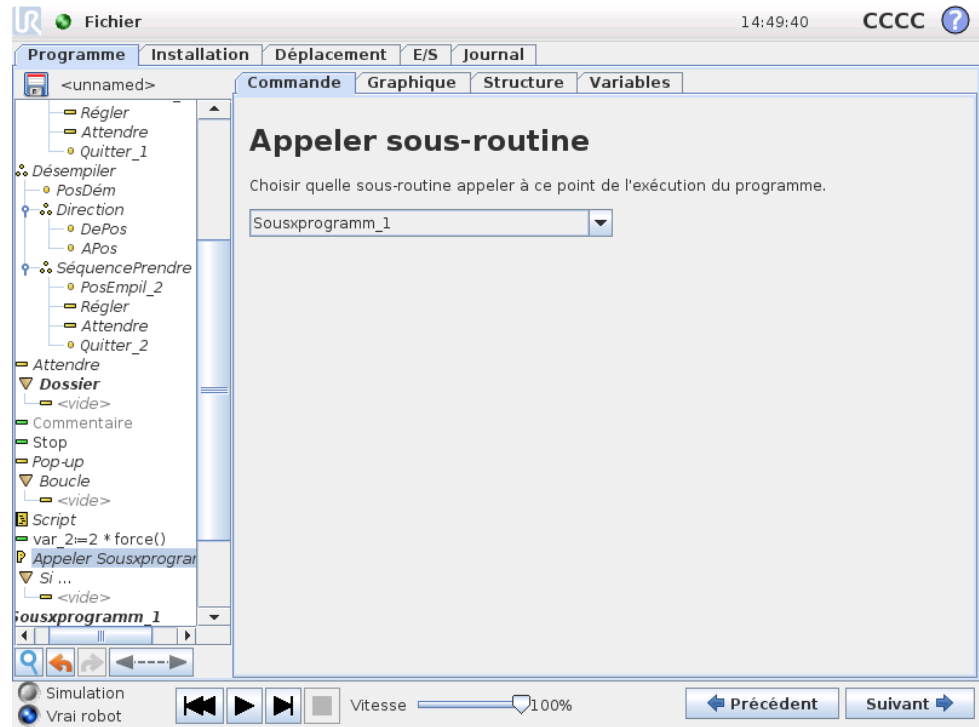 UR Fichier 14:49:40 CCCC ?
Programme Installation Déplacement E/S Journal
<unnamed>
Commande Graphique Structure Variables
Régler
Attendre
Quitter_1
Désempiler
PosDém
Direction
DePos
APos
SéquencePrendre
PosEmpil_2
Régler
Attendre
Quitter_2
Attendre
Dossier
<vide>
Commentaire
Stop
Pop-up
Boucle
<vide>
Script
var_2:=2 * force()
Appeler Sousxprogram
Si ...
<vide>
Sousxprogramm_1
Appeler sous-routine
Choisir quelle sous-routine appeler à ce point de l'exécution du programme.
Sousxprogramm_1
Simulation
Vrai robot
Vitesse 100%
Précédent Suivant